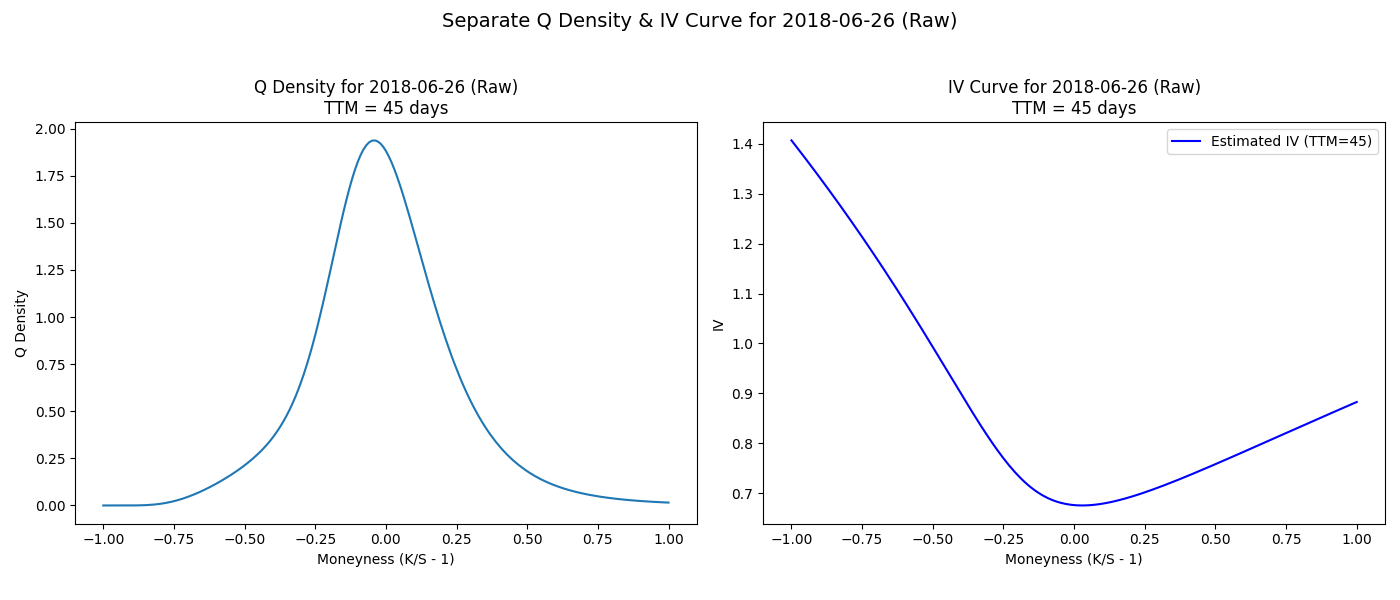 Separate Q Density & IV Curve for 2018-06-26 (Raw)
Q Density for 2018-06-26 (Raw)
TTM = 45 days
2.00
1.75
1.50
1.25
1.00
0.75
0.50
0.25
0.00
Q Density
−1.00 −0.75 −0.50 −0.25 0.00 0.25 0.50 0.75 1.00
Moneyness (K/S - 1)
IV Curve for 2018-06-26 (Raw)
TTM = 45 days
Estimated IV (TTM=45)
1.4
1.3
1.2
1.1
1.0
0.9
0.8
0.7
IV
−1.00 −0.75 −0.50 −0.25 0.00 0.25 0.50 0.75 1.00
Moneyness (K/S - 1)